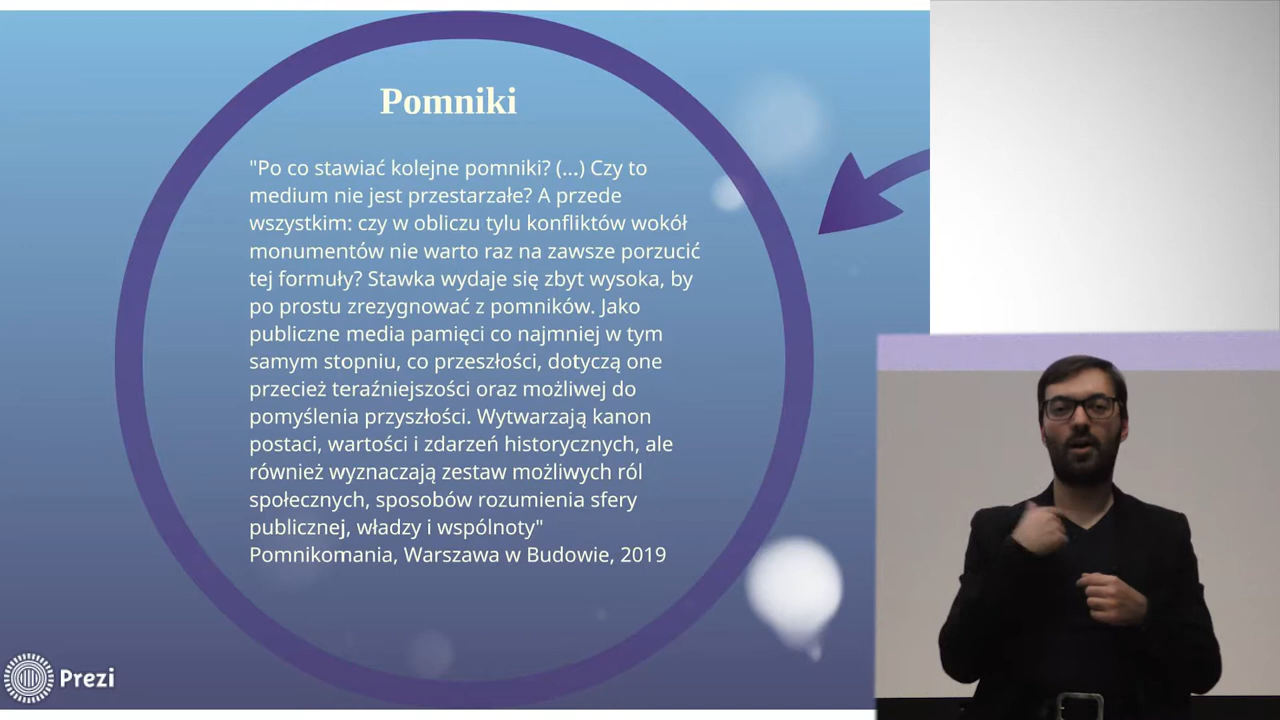 Pomniki
"Po co stawiać kolejne pomniki? (...) Czy to
medium nie jest przestarzałe? A przede
wszystkim: czy w obliczu tylu konfliktów wokół
monumentów nie warto raz na zawsze porzucić
tej formuły? Stawka wydaje się zbyt wysoka, by
po prostu zrezygnować z pomników. Jako
publiczne media pamięci co najmniej w tym
samym stopniu, co przeszłości, dotyczą one
przecież teraźniejszości oraz możliwej do
pomyślenia przyszłości. Wytwarzają kanon
postaci, wartości i zdarzeń historycznych, ale
również wyznaczają zestaw możliwych ról
społecznych, sposobów rozumienia sfery
publicznej, władzy i wspólnoty"
Pomnikomania, Warszawa w Budowie, 2019
Prezi